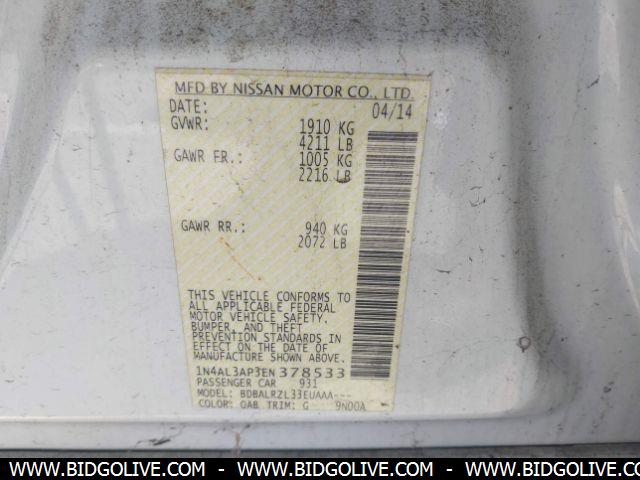 MFD BY NISSAN MOTOR CO., LTD.
DATE: 04/14
GVWR: 1910 KG
4211 LB
GAWR FR.: 1005 KG
2216 LB
GAWR RR.: 940 KG
2072 LB
THIS VEHICLE CONFORMS TO
ALL APPLICABLE FEDERAL
MOTOR VEHICLE SAFETY,
BUMPER, AND THEFT
PREVENTION STANDARDS IN
EFFECT ON THE DATE OF
MANUFACTURE SHOWN ABOVE.
1N4AL3AP3EN378533
PASSENGER CAR 931
MODEL: BDBALRZL33EUAAA---
COLOR: QAB TRIM: G 9N00A
WWW.BIDGOLIVE.COM - WWW.BIDGOLIVE.COM - WWW.BIDGOLIVE.COM